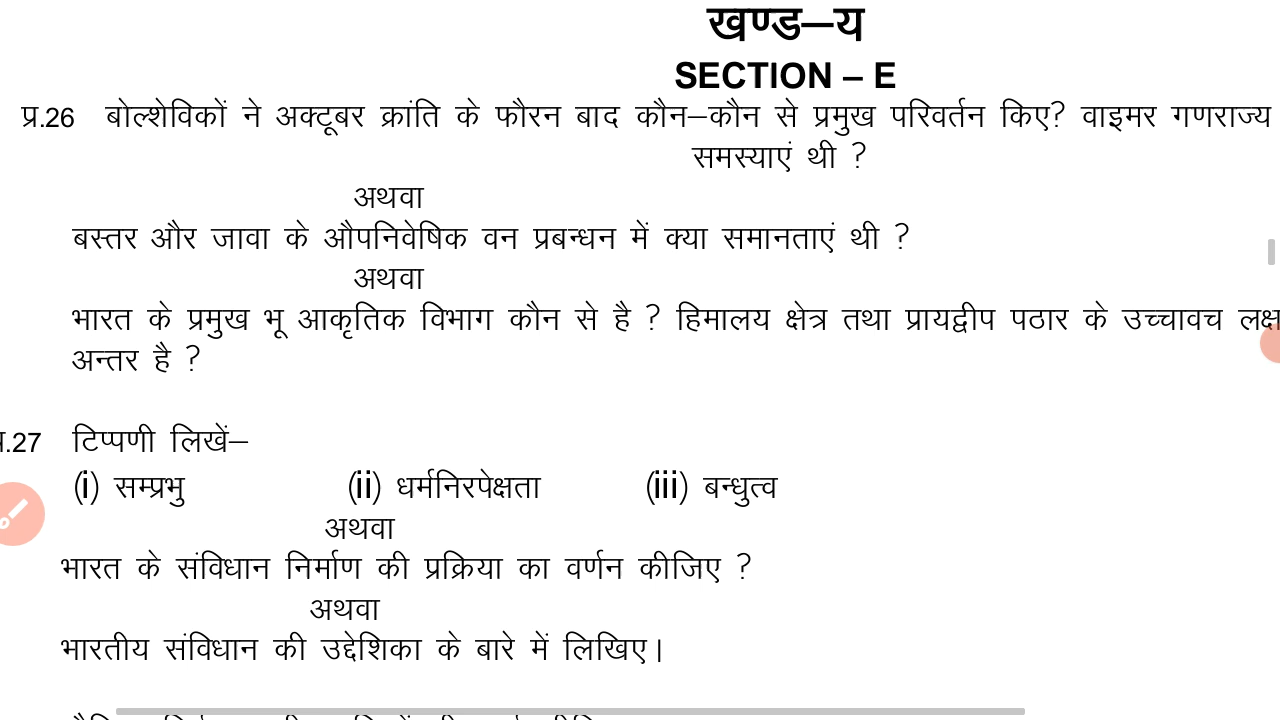 खण्ड–य
SECTION – E
प्र.26 बोल्शेविकों ने अक्टूबर क्रांति के फौरन बाद कौन–कौन से प्रमुख परिवर्तन किए? वाइमर गणराज्य
समस्याएं थी ?
अथवा
बस्तर और जावा के औपनिवेषिक वन प्रबन्धन में क्या समानताएं थी ?
अथवा
भारत के प्रमुख भू आकृतिक विभाग कौन से है ? हिमालय क्षेत्र तथा प्रायद्वीप पठार के उच्चावच
अन्तर है ?
.27 टिप्पणी लिखें–
(i) सम्प्रभु (ii) धर्मनिरपेक्षता (iii) बन्धुत्व
अथवा
भारत के संविधान निर्माण की प्रक्रिया का वर्णन कीजिए ?
अथवा
भारतीय संविधान की उद्देशिका के बारे में लिखिए।